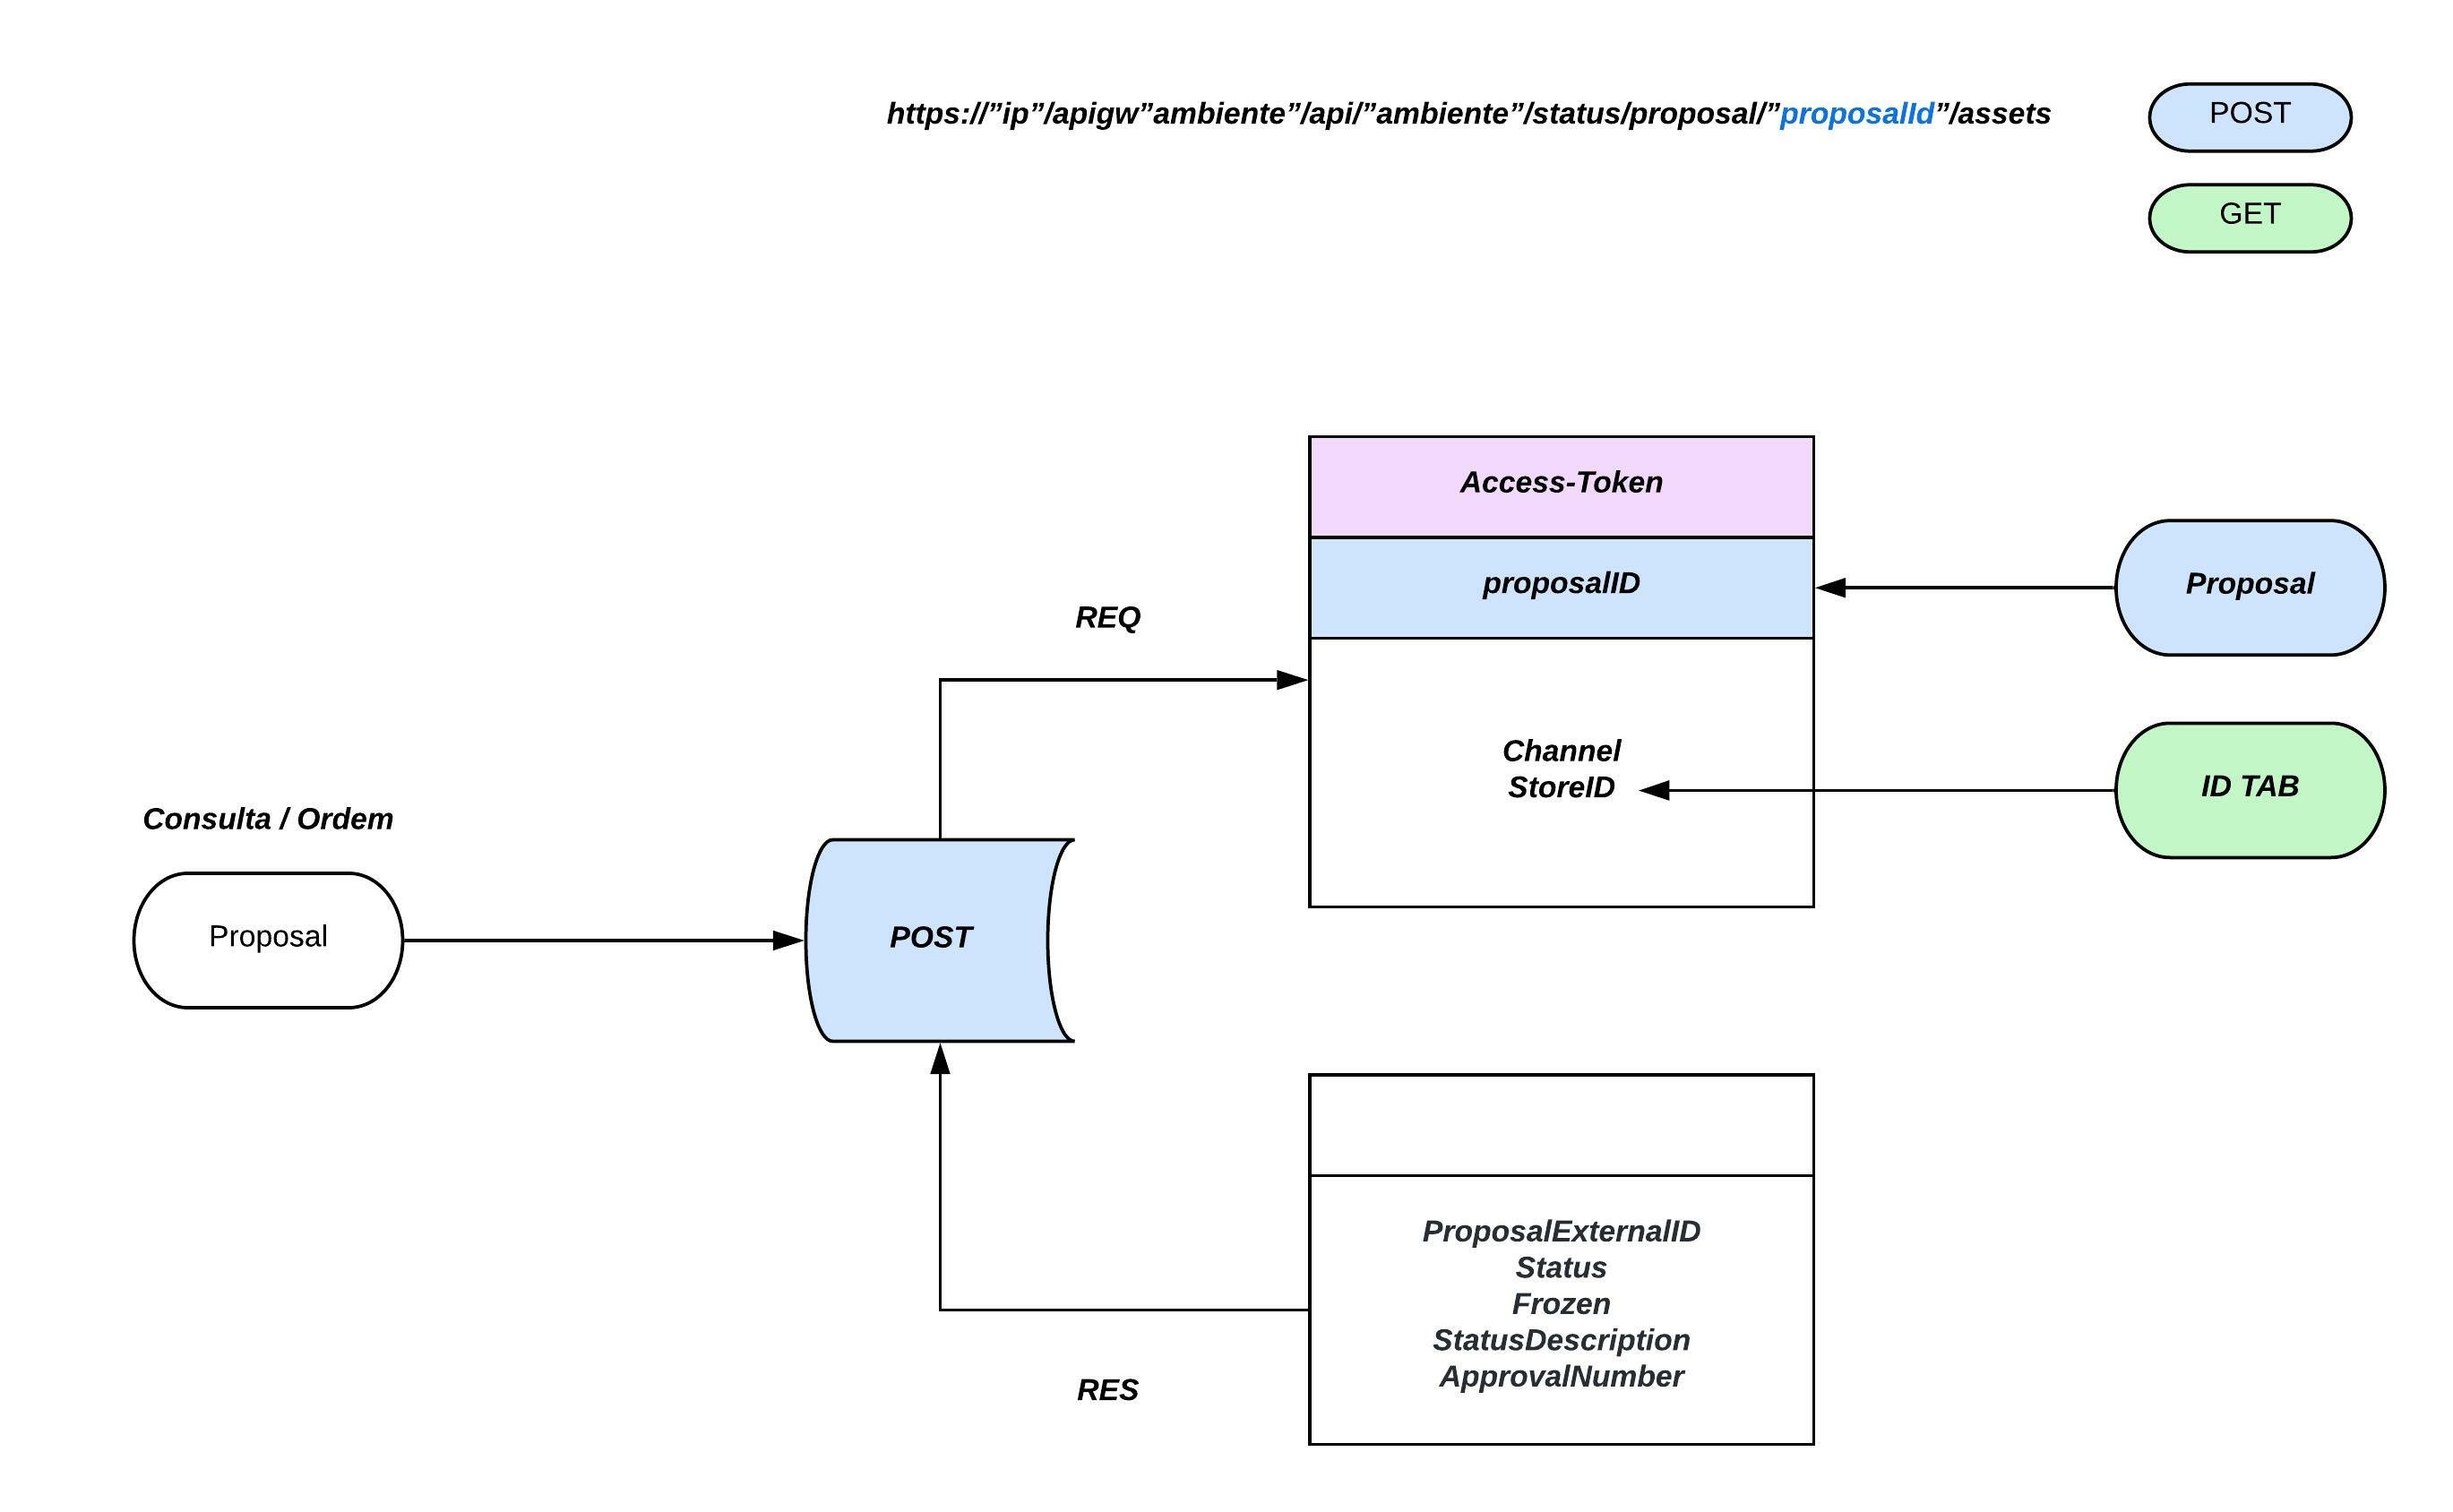 https://”ip”/apigw”ambiente”/api/”ambiente”/status/proposal/”proposalId”/assets
POST
GET
Access-Token
proposalID
Proposal
REQ
Channel
StoreID
ID TAB
Consulta / Ordem
Proposal
POST
ProposalExternalID
Status
Frozen
StatusDescription
ApprovalNumber
RES